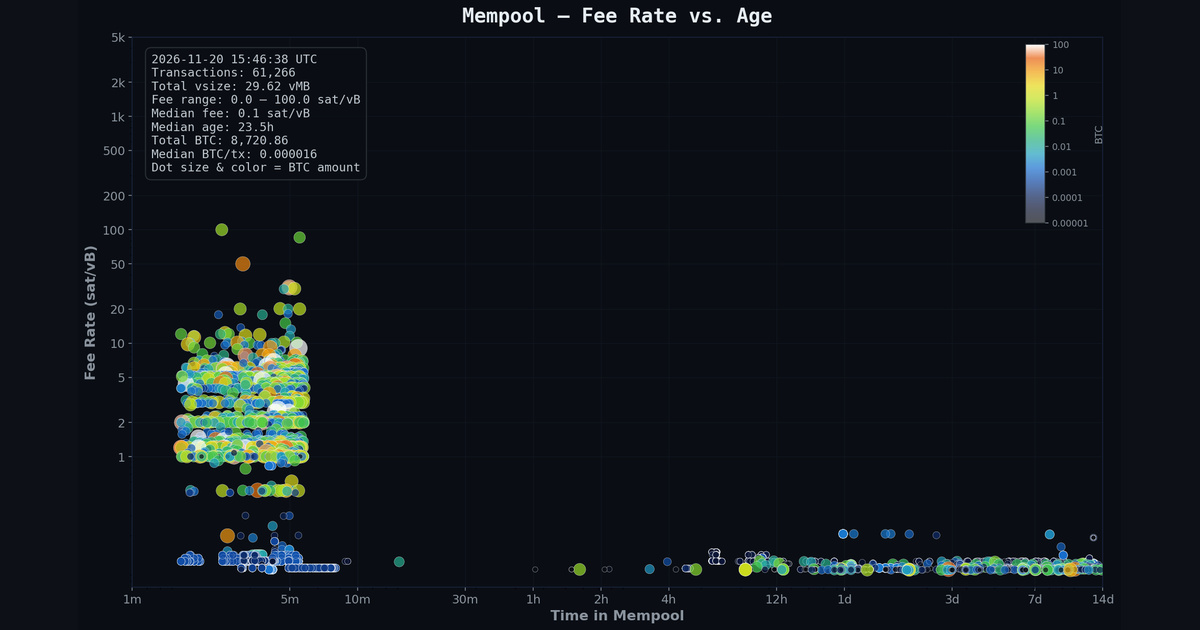 Mempool — Fee Rate vs. Age
2026-11-20 15:46:38 UTC
Transactions: 61,266
Total vsize: 29.62 vMB
Fee range: 0.0 – 100.0 sat/vB
Median fee: 0.1 sat/vB
Median age: 23.5h
Total BTC: 8,720.86
Median BTC/tx: 0.000016
Dot size & color = BTC amount
100
10
1
0.1
0.01
0.001
0.0001
0.00001
BTC
Fee Rate (sat/vB)
5k
2k
1k
500
200
100
50
20
10
5
2
1
1m
5m
10m
30m
1h
2h
4h
12h
1d
3d
7d
14d
Time in Mempool